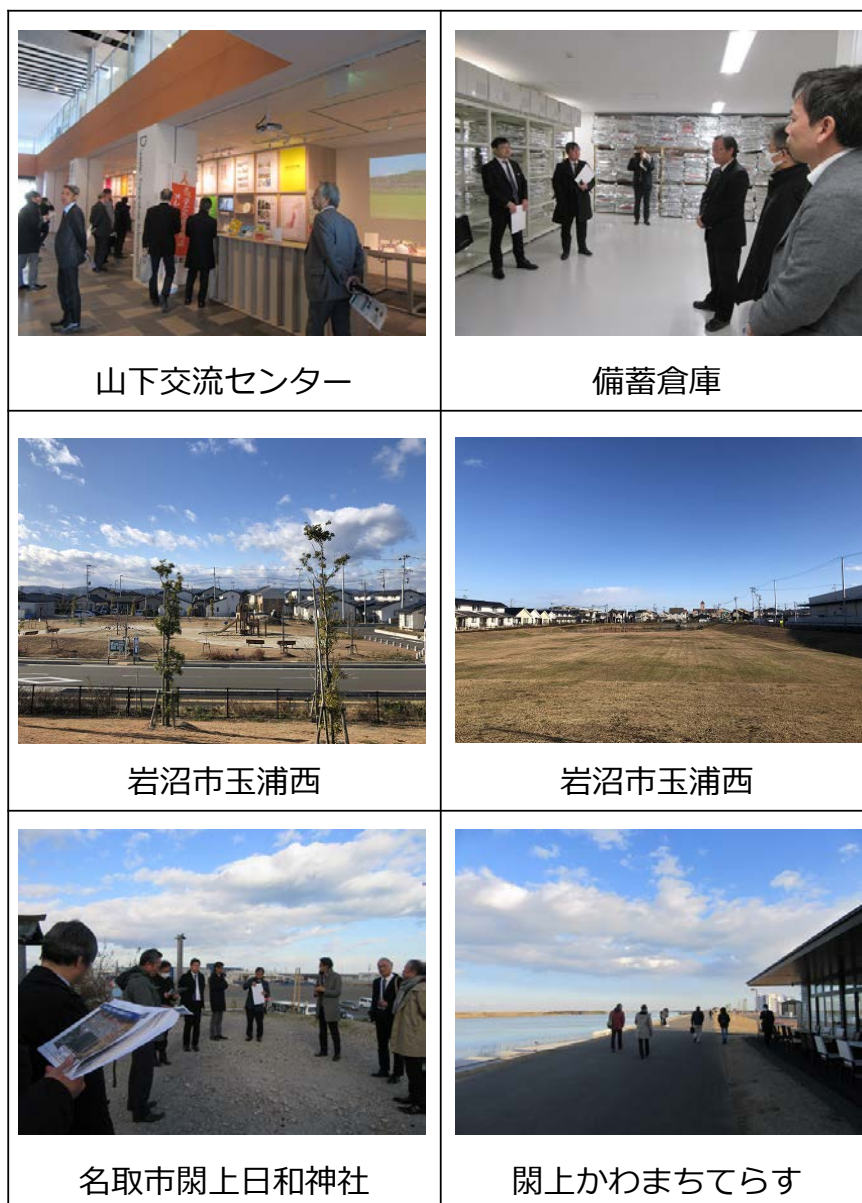 山下交流センター
備蓄倉庫
岩沼市玉浦西
岩沼市玉浦西
名取市閖上日和神社
閖上かわまちてらす